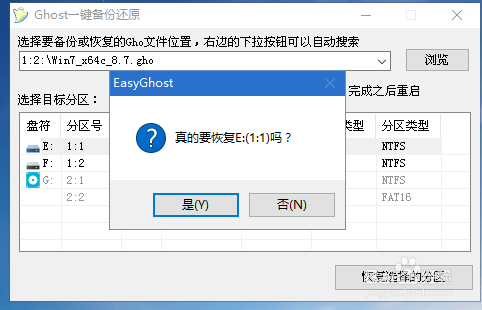 Ghost一键备份还原
选择要备份或恢复的Gho文件位置，右边的下拉按钮可以自动搜索
1:2:\Win7_x64c_8.7.gho
浏览
选择目标分区：
完成之后重启
EasyGhost
真的要恢复E:(1:1)吗？
是(Y)
否(N)
盘符 分区号 类型 分区类型
E: 1:1 NTFS
F: 1:2 NTFS
G: 2:1 NTFS
2:2 FAT16
恢复选择的分区